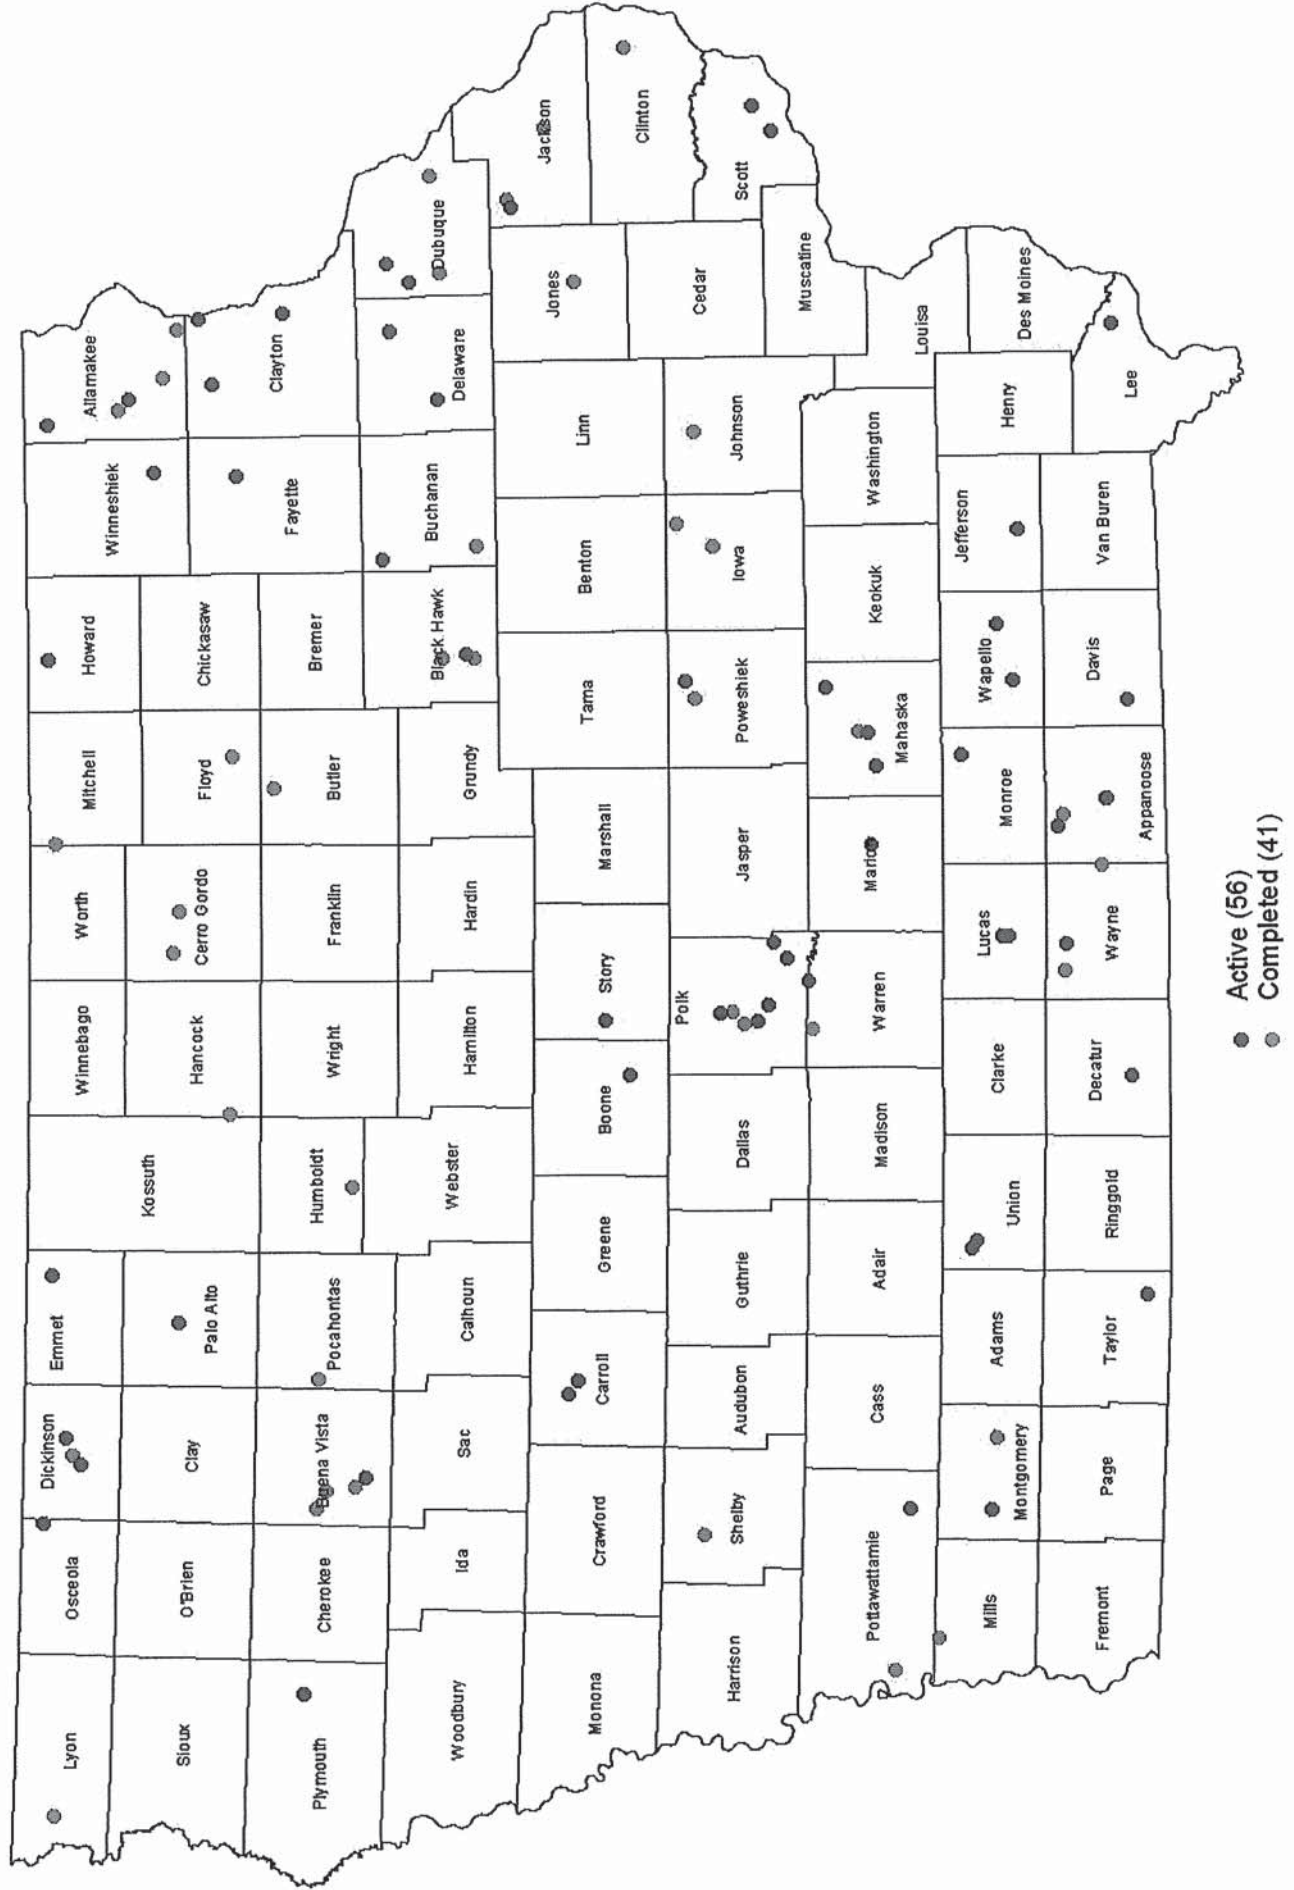 Lyon
Osceola
Dickinson
Emmet
Kossuth
Winnebago
Worth
Mitchell
Howard
Winneshiek
Allamakee
Sioux
O'Brien
Clay
Palo Alto
Hancock
Cerro Gordo
Floyd
Chickasaw
Fayette
Clayton
Plymouth
Cherokee
Buena Vista
Pocahontas
Humboldt
Wright
Franklin
Butler
Bremer
Woodbury
Ida
Sac
Calhoun
Webster
Hamilton
Hardin
Grundy
Black Hawk
Buchanan
Delaware
Dubuque
Monona
Crawford
Carroll
Greene
Boone
Story
Marshall
Tama
Benton
Linn
Jones
Jackson
Clinton
Harrison
Shelby
Audubon
Guthrie
Dallas
Polk
Jasper
Poweshiek
Iowa
Johnson
Cedar
Scott
Muscatine
Pottawattamie
Cass
Adair
Madison
Warren
Marion
Mahaska
Keokuk
Washington
Louisa
Mills
Montgomery
Adams
Union
Clarke
Lucas
Monroe
Wapello
Jefferson
Henry
Des Moines
Fremont
Page
Taylor
Ringgold
Decatur
Wayne
Appanoose
Davis
Van Buren
Lee
Active (56)
Completed (41)